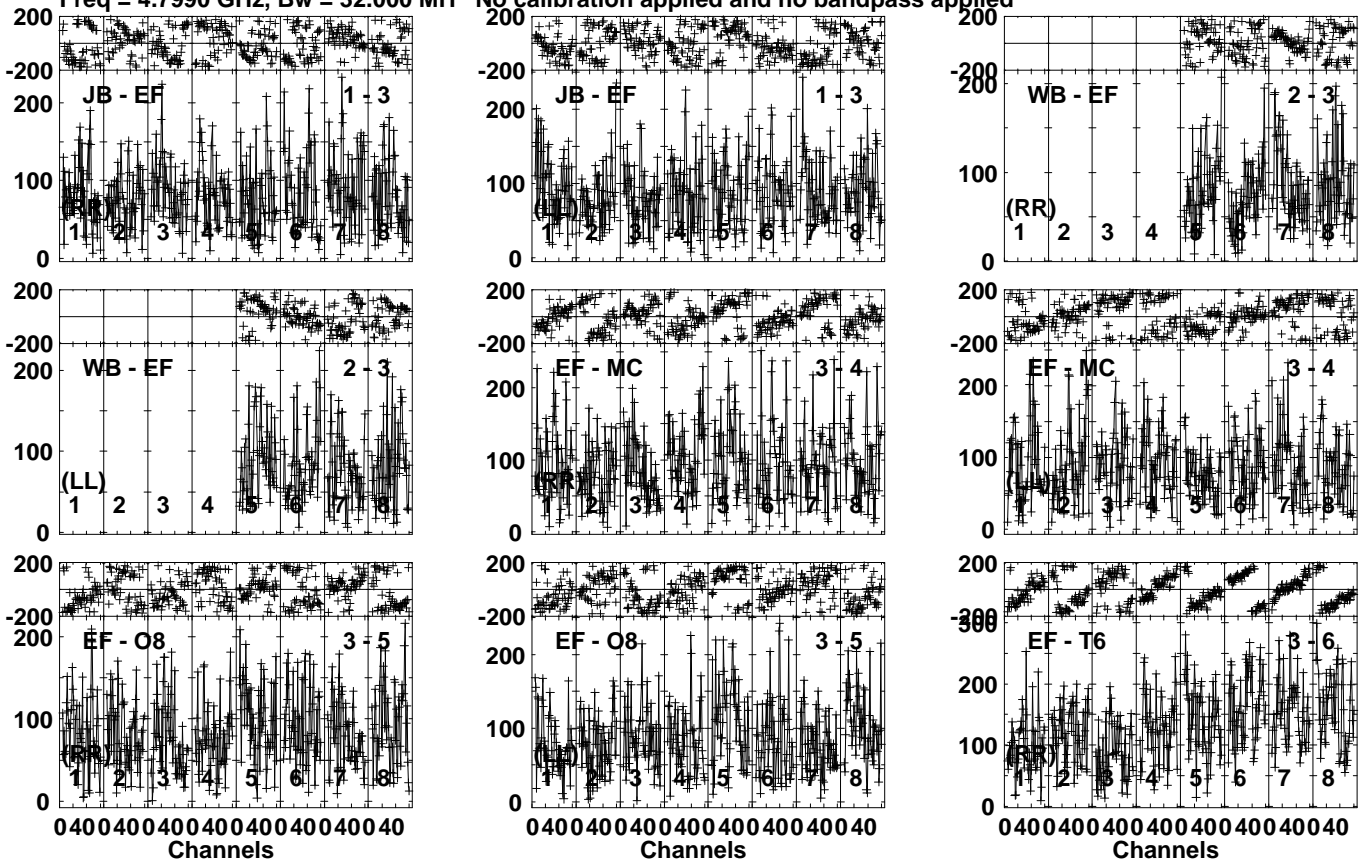 Freq = 4.7990 GHz, Bw = 32.000 MH No calibration applied and no bandpass applied
200 200 200
-200 -200 -200
JB - EF 1 - 3 JB - EF 1 - 3 WB - EF 2 - 3
200 200 200
100 100 100
(RR) (LL) (RR)
1 2 3 4 5 6 7 8 1 2 3 4 5 6 7 8 1 2 3 4 5 6 7 8
0 0 0
200 200 200
-200 -200 -200
WB - EF 2 - 3 EF - MC 3 - 4 EF - MC 3 - 4
200 200 200
100 100 100
(LL) (RR) (LL)
1 2 3 4 5 6 7 8 1 2 3 4 5 6 7 8 1 2 3 4 5 6 7 8
0 0 0
200 200 200
-200 -200 -200
300
EF - O8 3 - 5 EF - O8 3 - 5 EF - T6 3 - 6
200 200 200
100 100 100
(RR) (LL) (RR)
1 2 3 4 5 6 7 8 1 2 3 4 5 6 7 8 1 2 3 4 5 6 7 8
0 0 0
0 40 0 40 0 40 0 40 0 40 0 40 0 40 0 40 0 40 0 40 0 40 0 40 0 40 0 40 0 40 0 40 0 40 0 40 0 40 0 40 0 40 0 40 0 40 0 40
Channels Channels Channels